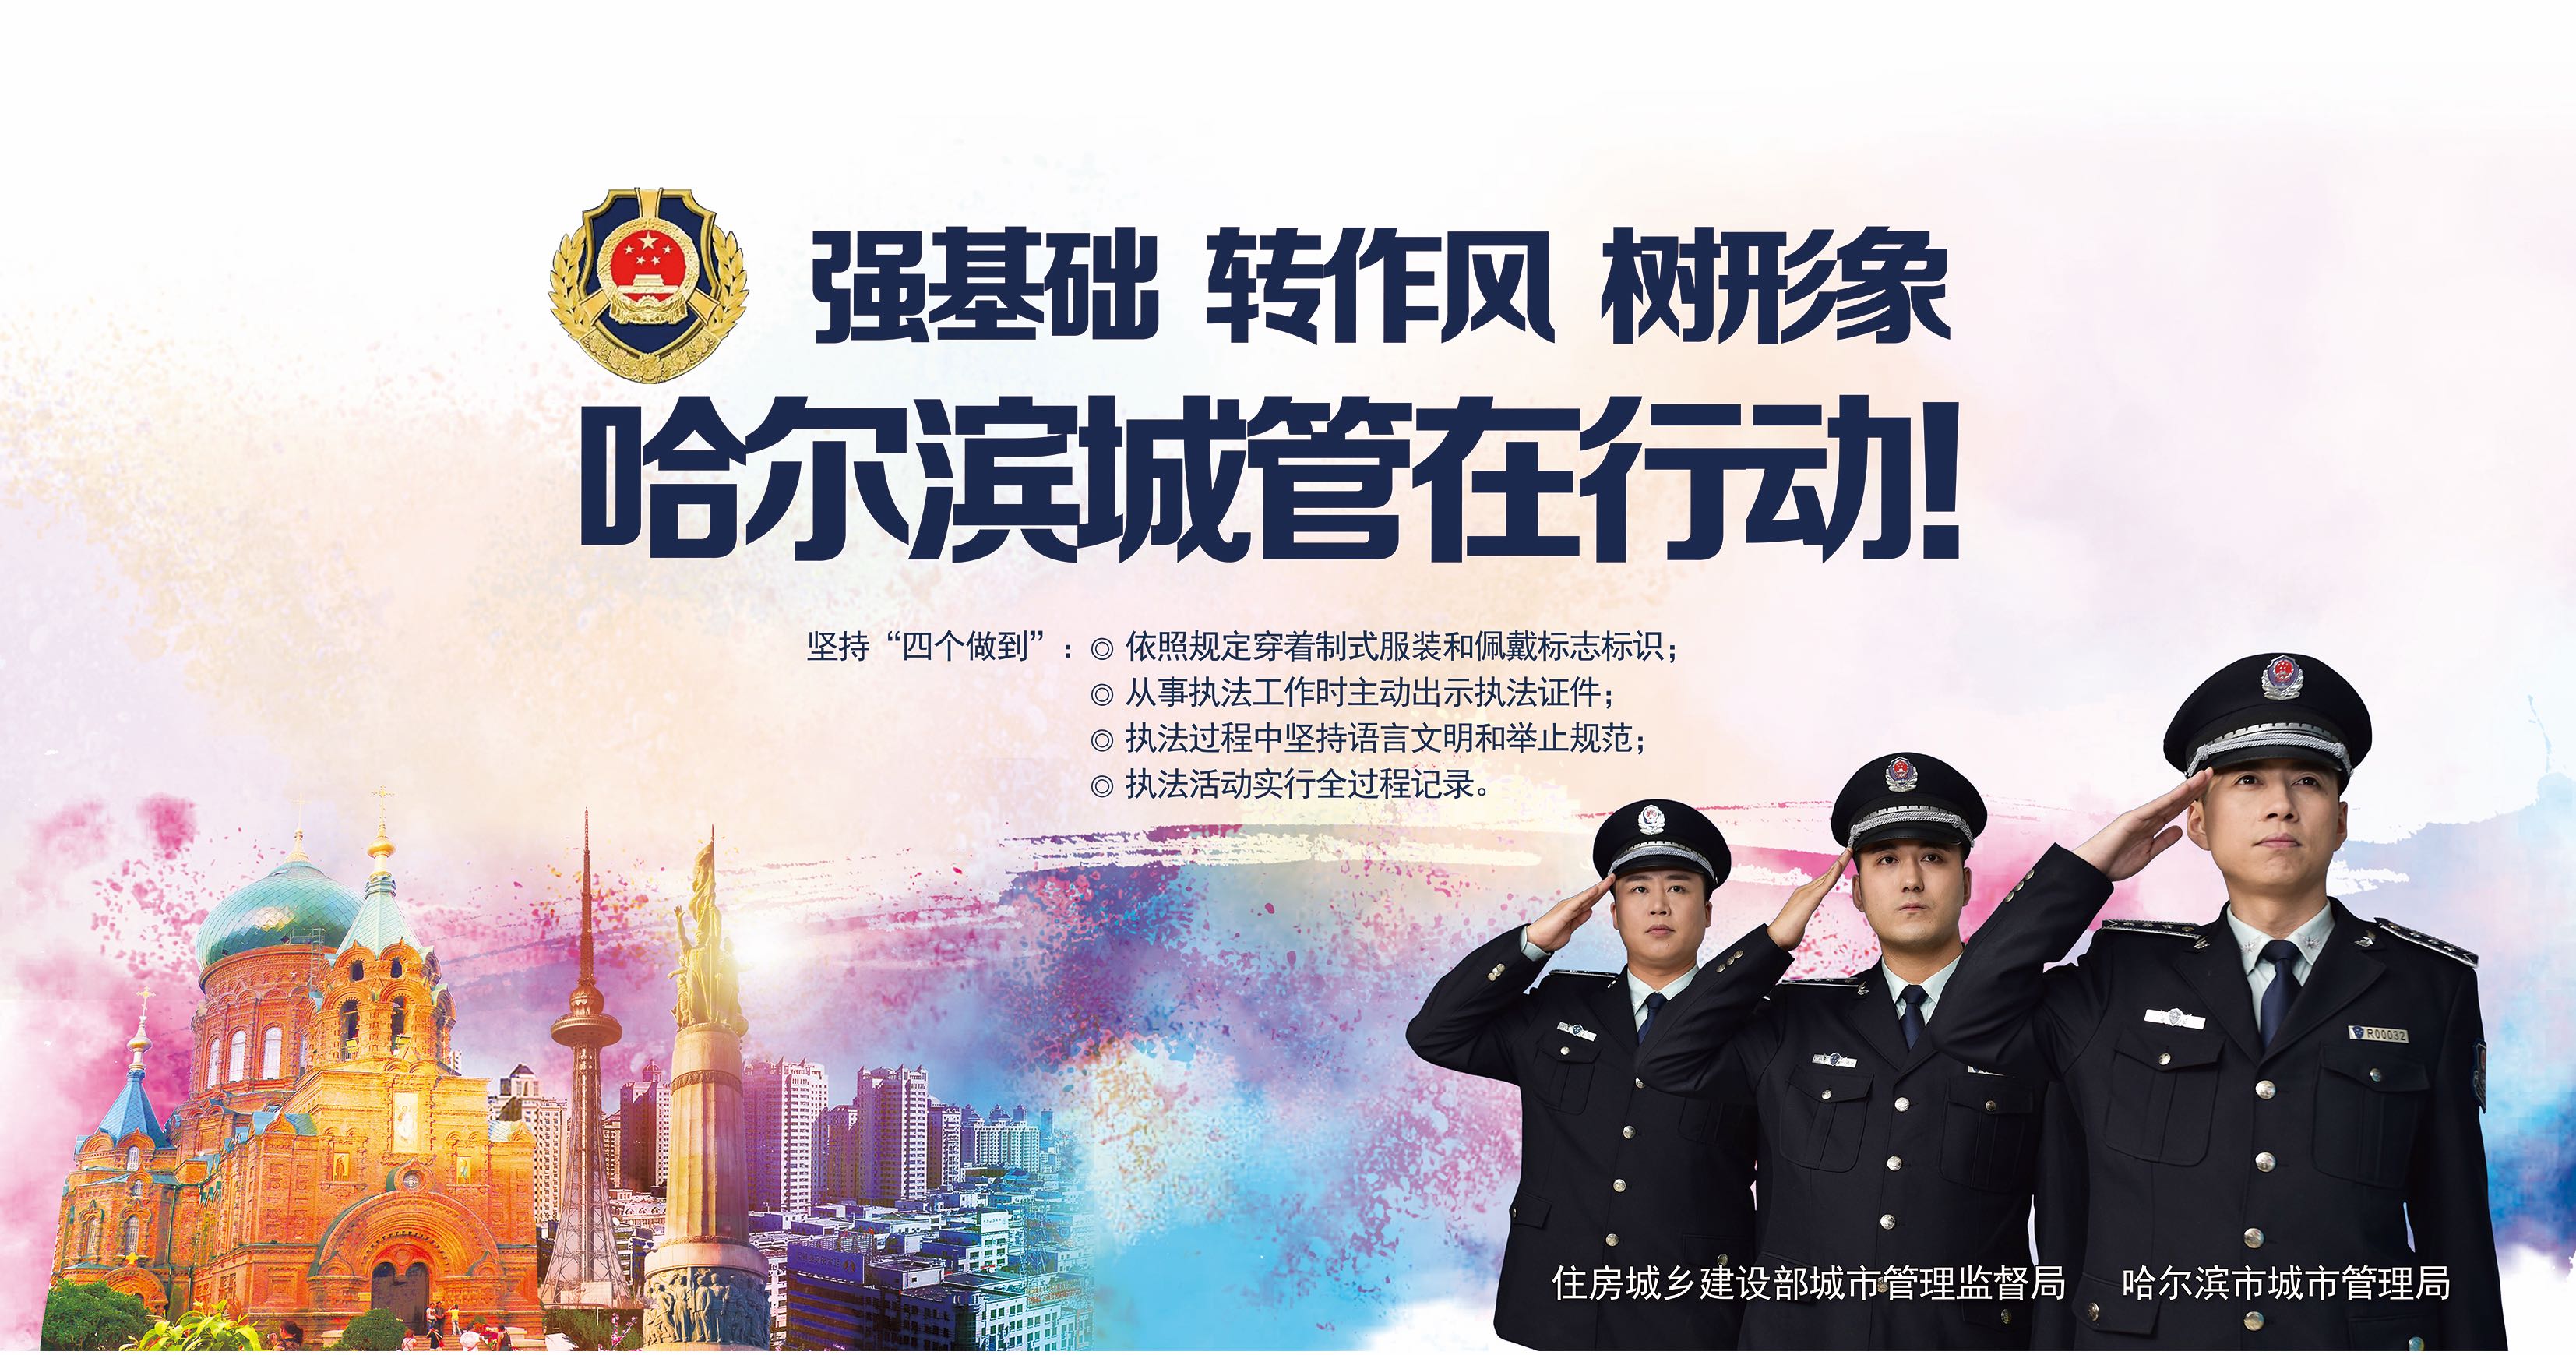 强基础 转作风 树形象
哈尔滨城管在行动！
坚持“四个做到”：◎ 依照规定穿着制式服装和佩戴标志标识；
◎ 从事执法工作时主动出示执法证件；
◎ 执法过程中坚持语言文明和举止规范；
◎ 执法活动实行全过程记录。
R00032
住房城乡建设部城市管理监督局 哈尔滨市城市管理局